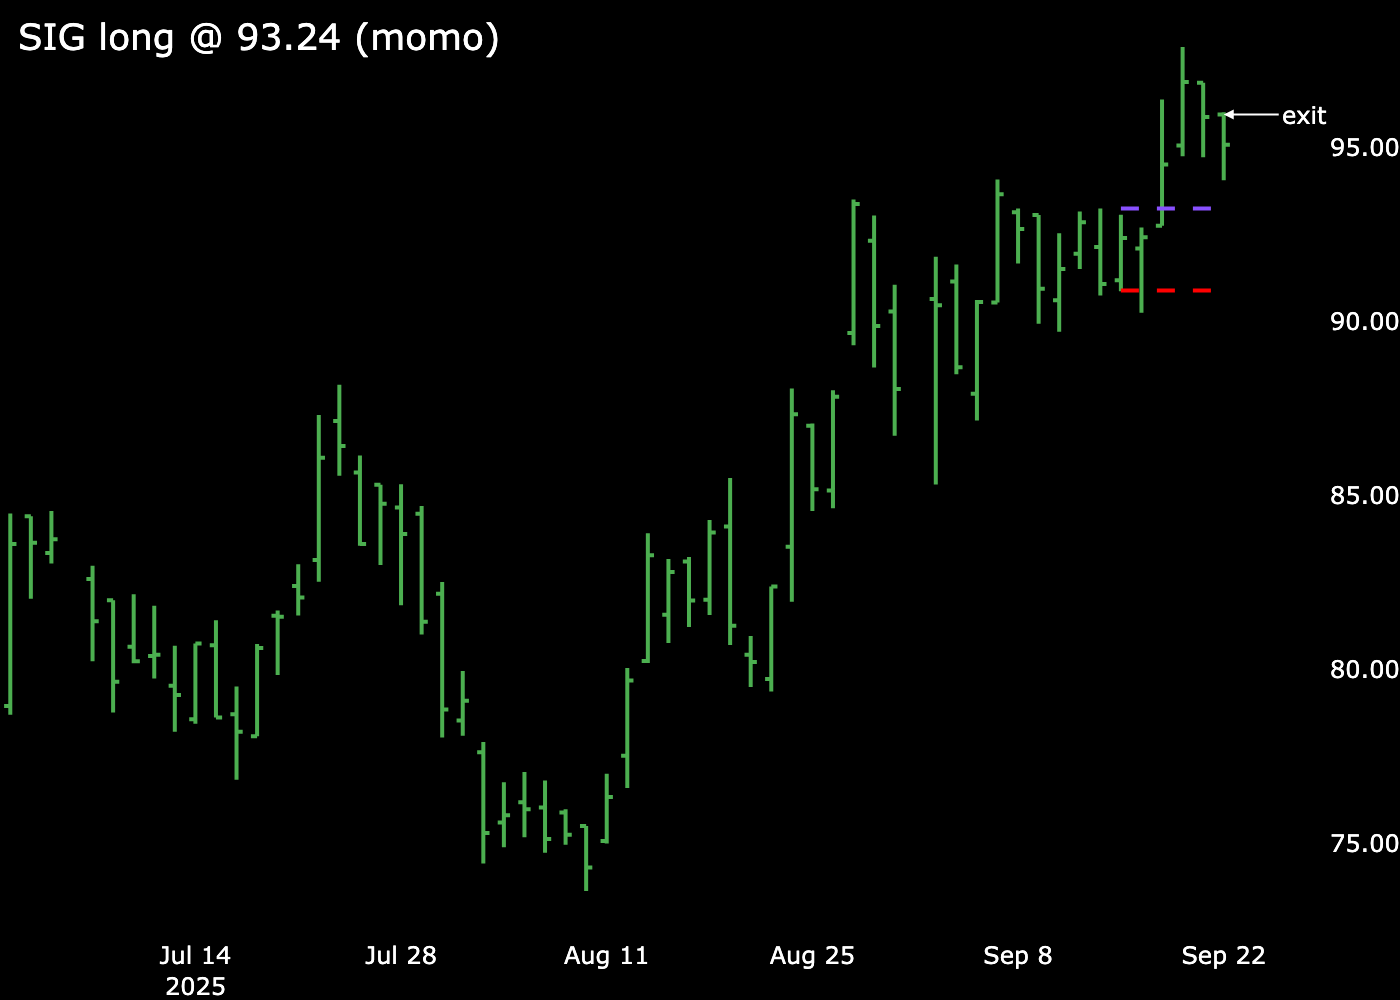 SIG long @ 93.24 (momo)
exit
95.00
90.00
85.00
80.00
75.00
Jul 14
2025
Jul 28
Aug 11
Aug 25
Sep 8
Sep 22